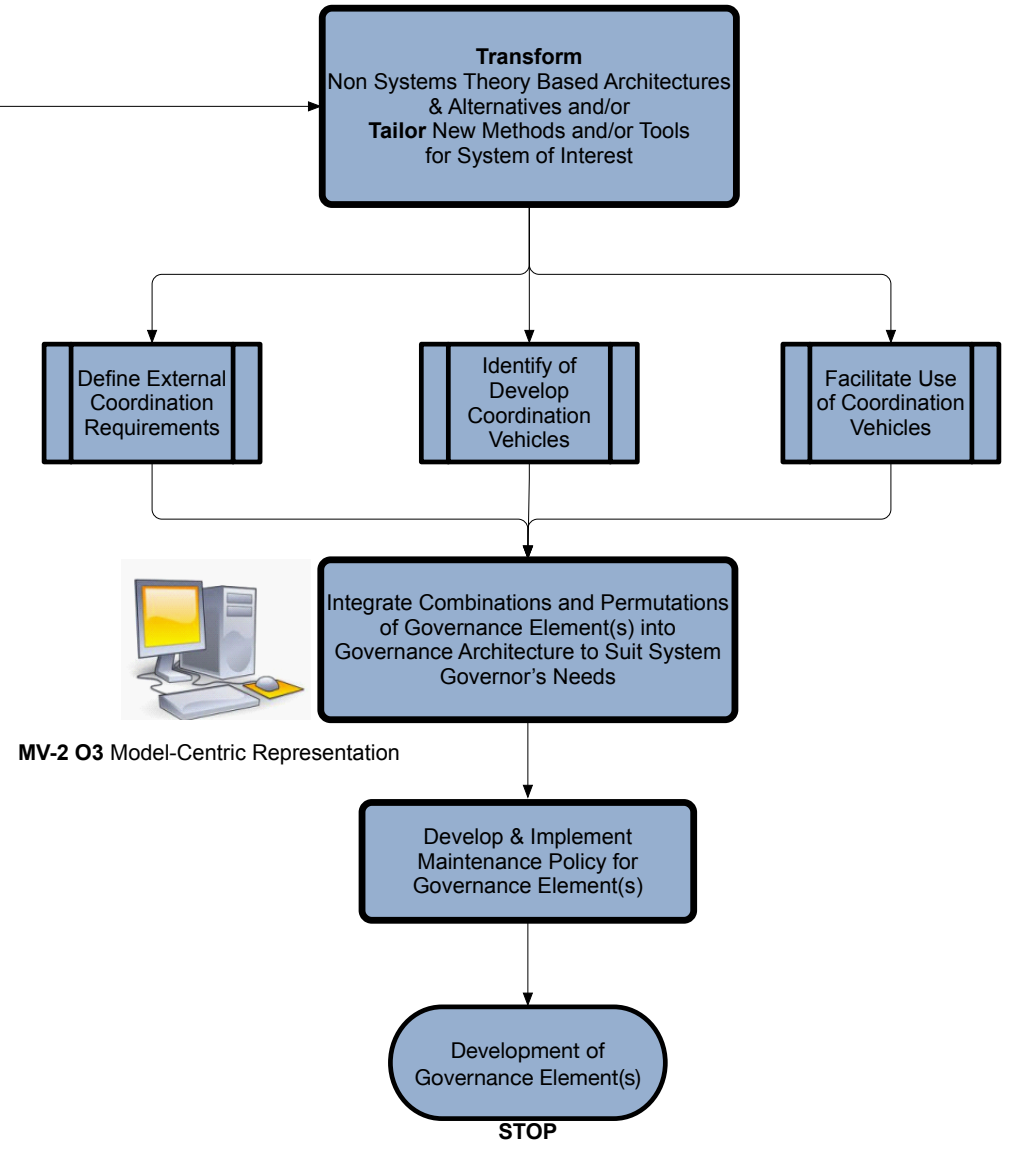 Transform
Non Systems Theory Based Architectures
& Alternatives and/or
Tailor New Methods and/or Tools
for System of Interest
Define External
Coordination
Requirements
Identify of
Develop
Coordination
Vehicles
Facilitate Use
of Coordination
Vehicles
Integrate Combinations and Permutations
of Governance Element(s) into
Governance Architecture to Suit System
Governor's Needs
MV-2 O3 Model-Centric Representation
Develop & Implement
Maintenance Policy for
Governance Element(s)
Development of
Governance Element(s)
STOP